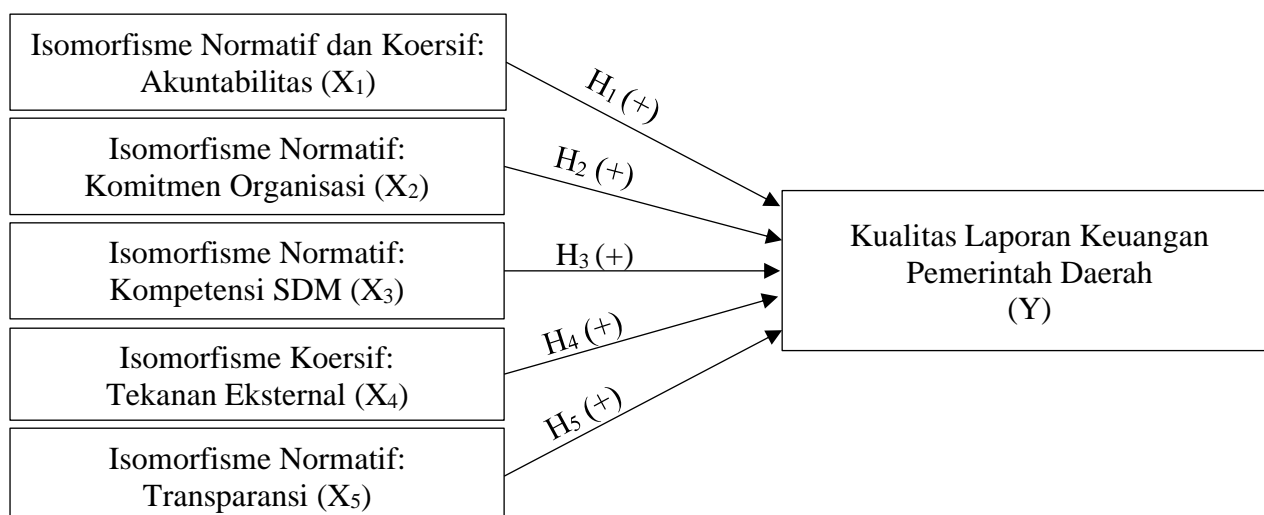 Isomorfisme Normatif dan Koersif:
Akuntabilitas (X₁)
H₁ (+)
Isomorfisme Normatif:
Komitmen Organisasi (X₂)
H₂ (+)
Isomorfisme Normatif:
Kompetensi SDM (X₃)
H₃ (+)
Isomorfisme Koersif:
Tekanan Eksternal (X₄)
H₄ (+)
Isomorfisme Normatif:
Transparansi (X₅)
H₅ (+)
Kualitas Laporan Keuangan
Pemerintah Daerah
(Y)